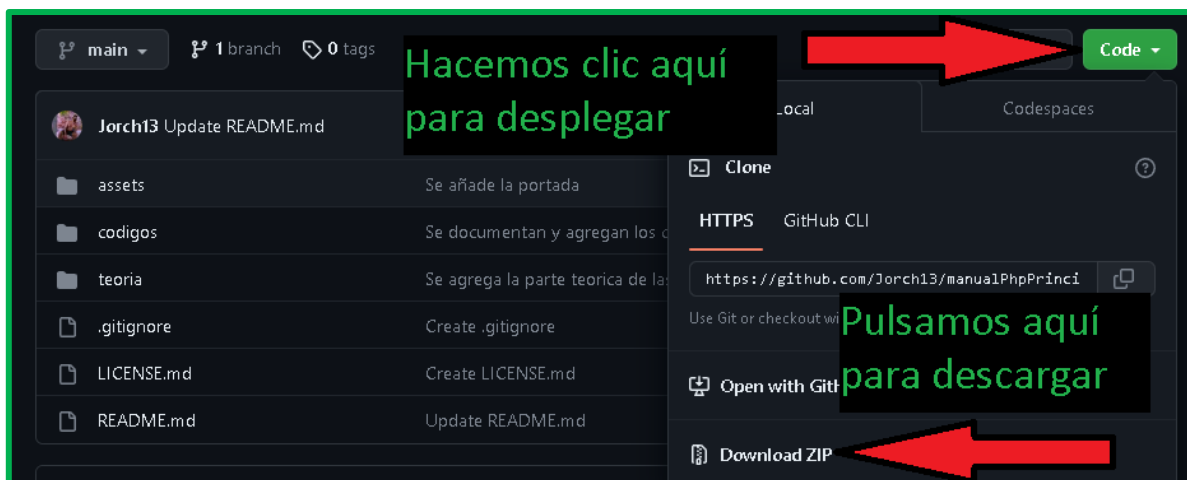 main
1 branch
0 tags
Hacemos clic aquí
para desplegar
Code
Jorch13 Update README.md
Local
Codespaces
assets
Se añade la portada
Clone
codigos
Se documentan y agregan los
HTTPS
GitHub CLI
teoria
Se agrega la parte teorica de
https://github.com/Jorch13/manualPhpPrinci
.gitignore
Create .gitignore
Use Git or checkout
Pulsamos aquí
para descargar
LICENSE.md
Create LICENSE.md
Open with
README.md
Update README.md
Download ZIP